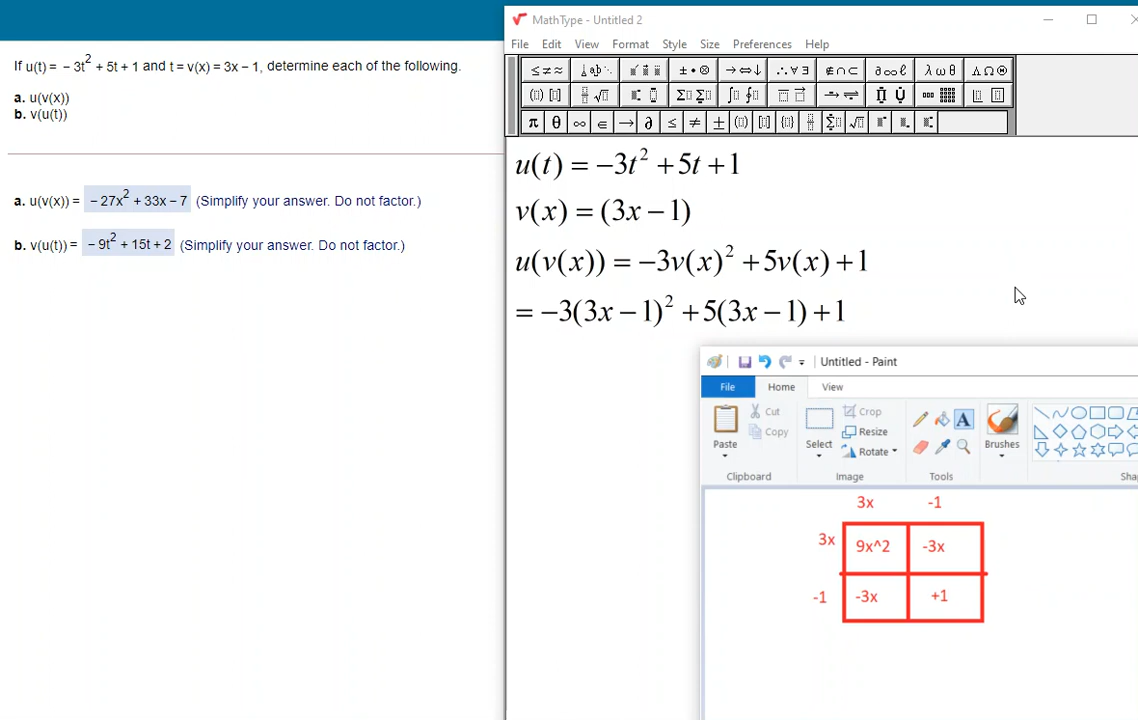 If u(t) = − 3t² + 5t + 1 and t = v(x) = 3x − 1, determine each of the following.
a. u(v(x))
b. v(u(t))
a. u(v(x)) = − 27x² + 33x − 7 (Simplify your answer. Do not factor.)
b. v(u(t)) = − 9t² + 15t + 2 (Simplify your answer. Do not factor.)
MathType - Untitled 2
File Edit View Format Style Size Preferences Help
u(t) = −3t² + 5t + 1
v(x) = (3x − 1)
u(v(x)) = −3v(x)² + 5v(x) + 1
= −3(3x − 1)² + 5(3x − 1) + 1
Untitled - Paint
File Home View
Paste
Cut
Copy
Clipboard
Select
Crop
Resize
Rotate
Image
A
Tools
Brushes
Sha
3x -1
3x 9x^2 -3x
-1 -3x +1